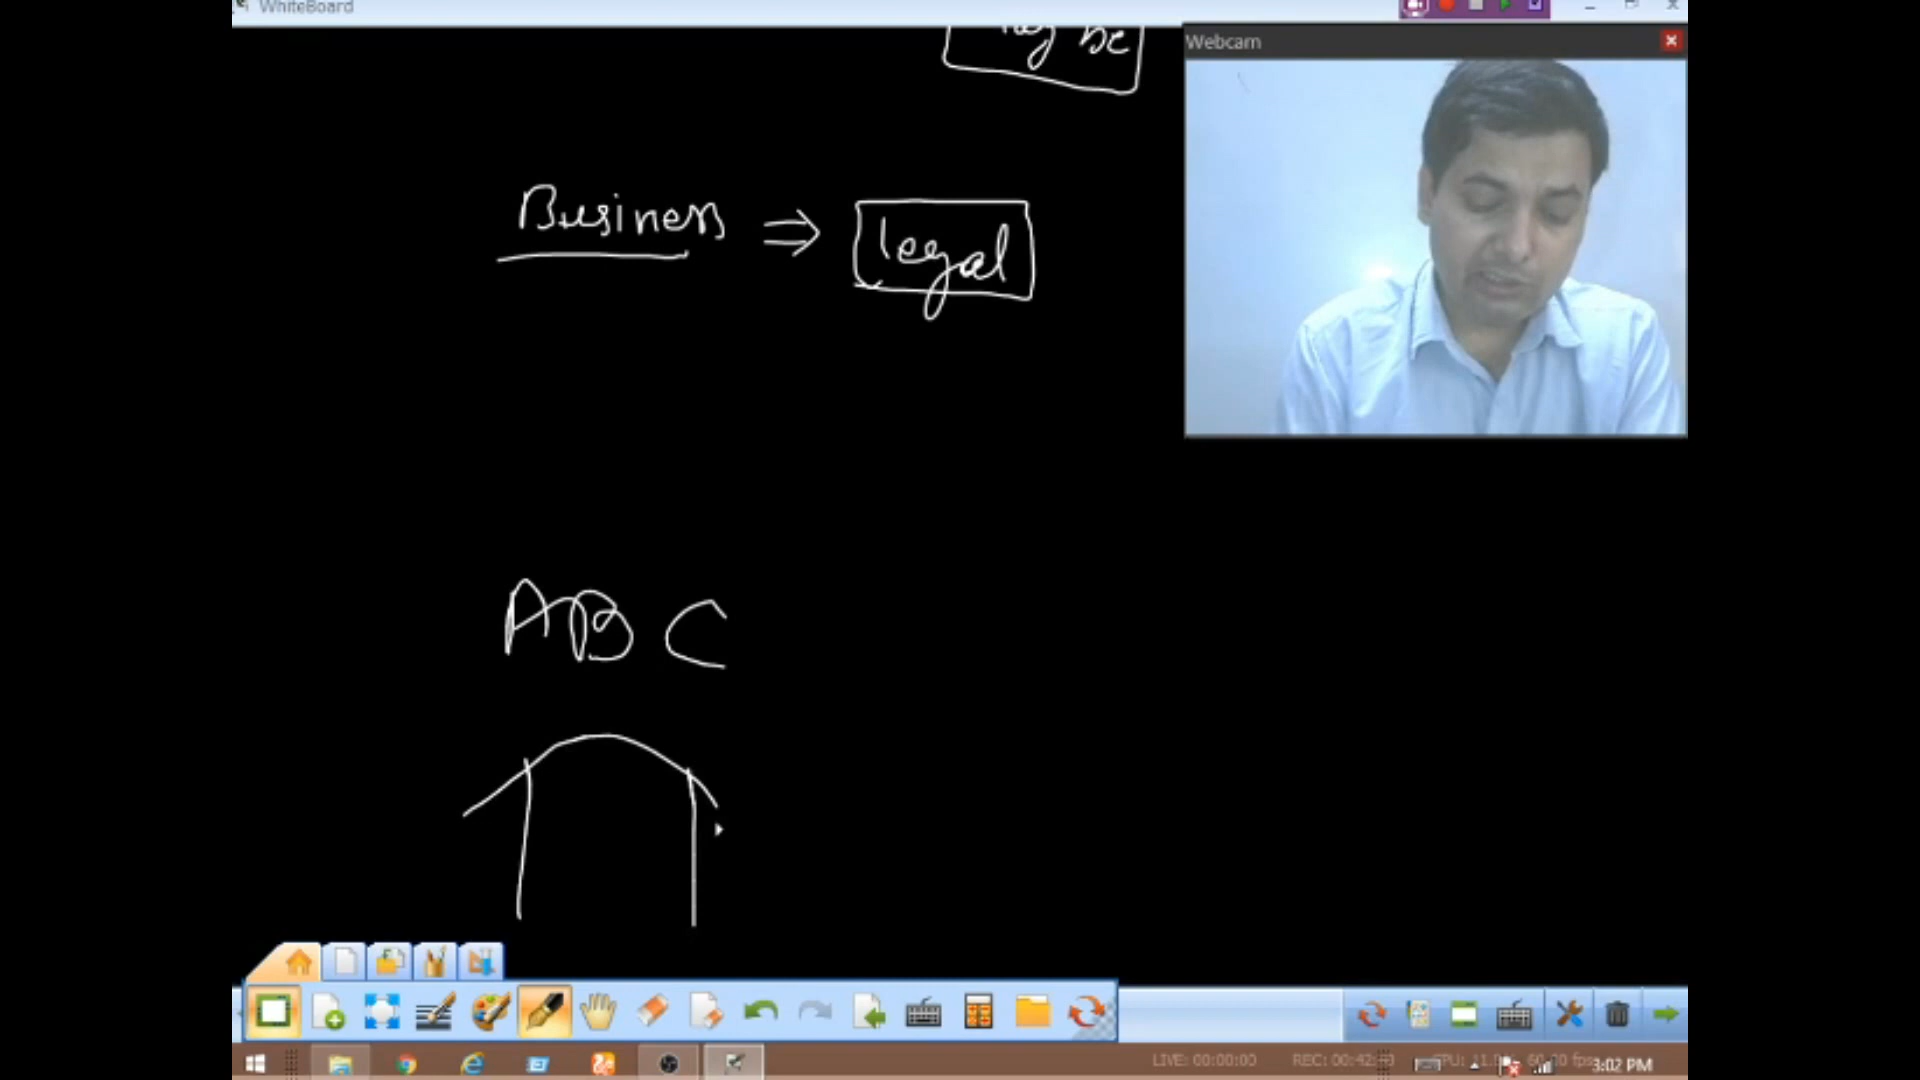 WhiteBoard
be
Webcam
Business ⇒ legal
ABC
LIVE: 00:00:00
3:02 PM